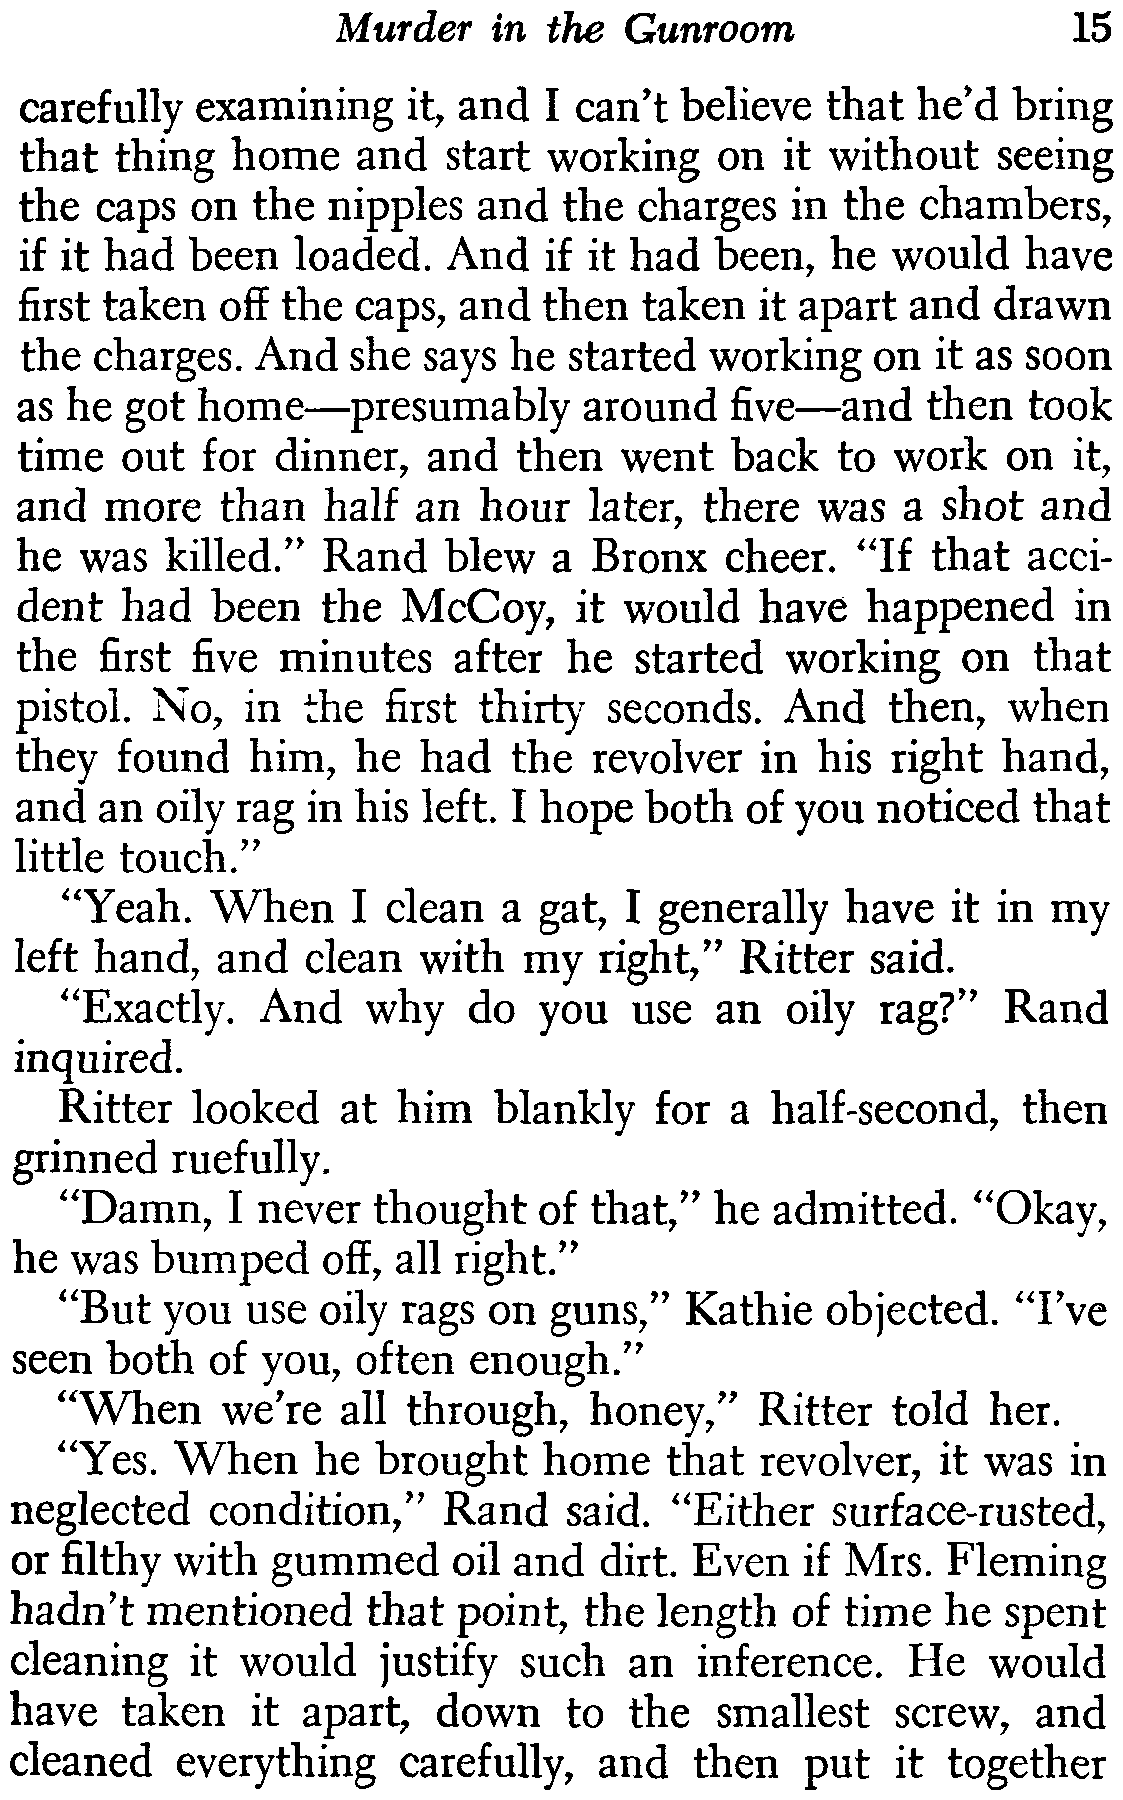 Murder in the Gunroom 15
carefully examining it, and I can't believe that he'd bring
that thing home and start working on it without seeing
the caps on the nipples and the charges in the chambers,
if it had been loaded. And if it had been, he would have
first taken off the caps, and then taken it apart and drawn
the charges. And she says he started working on it as soon
as he got home—presumably around five—and then took
time out for dinner, and then went back to work on it,
and more than half an hour later, there was a shot and
he was killed." Rand blew a Bronx cheer. "If that acci-
dent had been the McCoy, it would have happened in
the first five minutes after he started working on that
pistol. No, in the first thirty seconds. And then, when
they found him, he had the revolver in his right hand,
and an oily rag in his left. I hope both of you noticed that
little touch."
"Yeah. When I clean a gat, I generally have it in my
left hand, and clean with my right," Ritter said.
"Exactly. And why do you use an oily rag?" Rand
inquired.
Ritter looked at him blankly for a half-second, then
grinned ruefully.
"Damn, I never thought of that," he admitted. "Okay,
he was bumped off, all right."
"But you use oily rags on guns," Kathie objected. "I've
seen both of you, often enough."
"When we're all through, honey," Ritter told her.
"Yes. When he brought home that revolver, it was in
neglected condition," Rand said. "Either surface-rusted,
or filthy with gummed oil and dirt. Even if Mrs. Fleming
hadn't mentioned that point, the length of time he spent
cleaning it would justify such an inference. He would
have taken it apart, down to the smallest screw, and
cleaned everything carefully, and then put it together